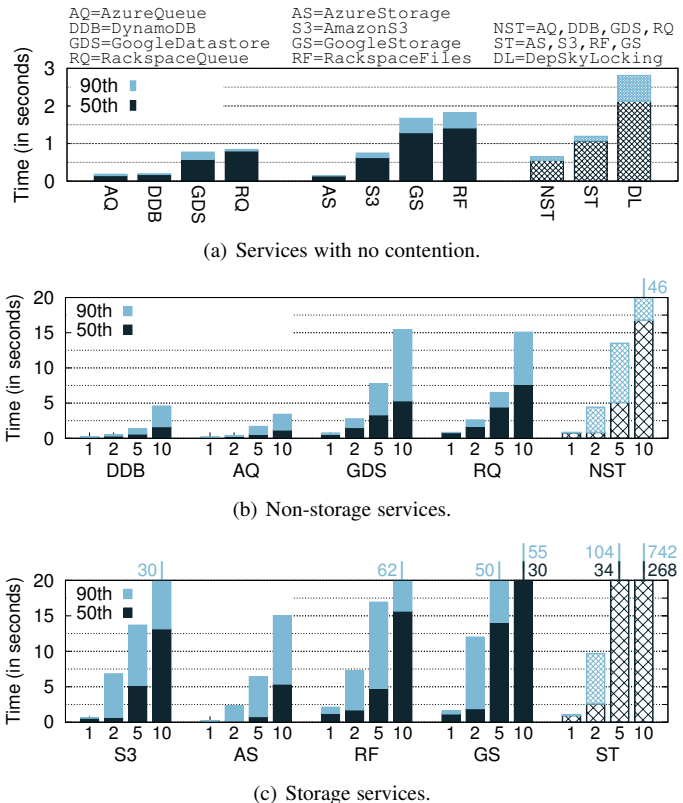 AQ=AzureQueue AS=AzureStorage
DDB=DynamoDB S3=AmazonS3 NST=AQ,DDB,GDS,RQ
GDS=GoogleDatastore GS=GoogleStorage ST=AS,S3,RF,GS
RQ=RackspaceQueue RF=RackspaceFiles DL=DepSkyLocking
Time (in seconds)
3
2
1
0
90th
50th
AQ DDB GDS RQ AS S3 GS RF NST ST DL
(a) Services with no contention.
46
Time (in seconds)
20
15
10
5
0
90th
50th
1 2 5 10 1 2 5 10 1 2 5 10 1 2 5 10 1 2 5 10
DDB AQ GDS RQ NST
(b) Non-storage services.
55 104 742
30 62 50 30 34 268
Time (in seconds)
20
15
10
5
0
90th
50th
1 2 5 10 1 2 5 10 1 2 5 10 1 2 5 10 1 2 5 10
S3 AS RF GS ST
(c) Storage services.